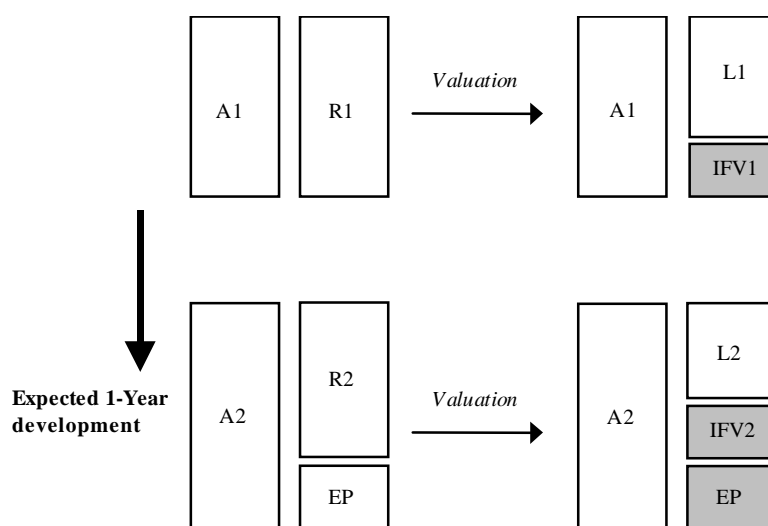 A1
R1
Valuation
A1
L1
IFV1
Expected 1-Year
development
A2
R2
EP
Valuation
A2
L2
IFV2
EP